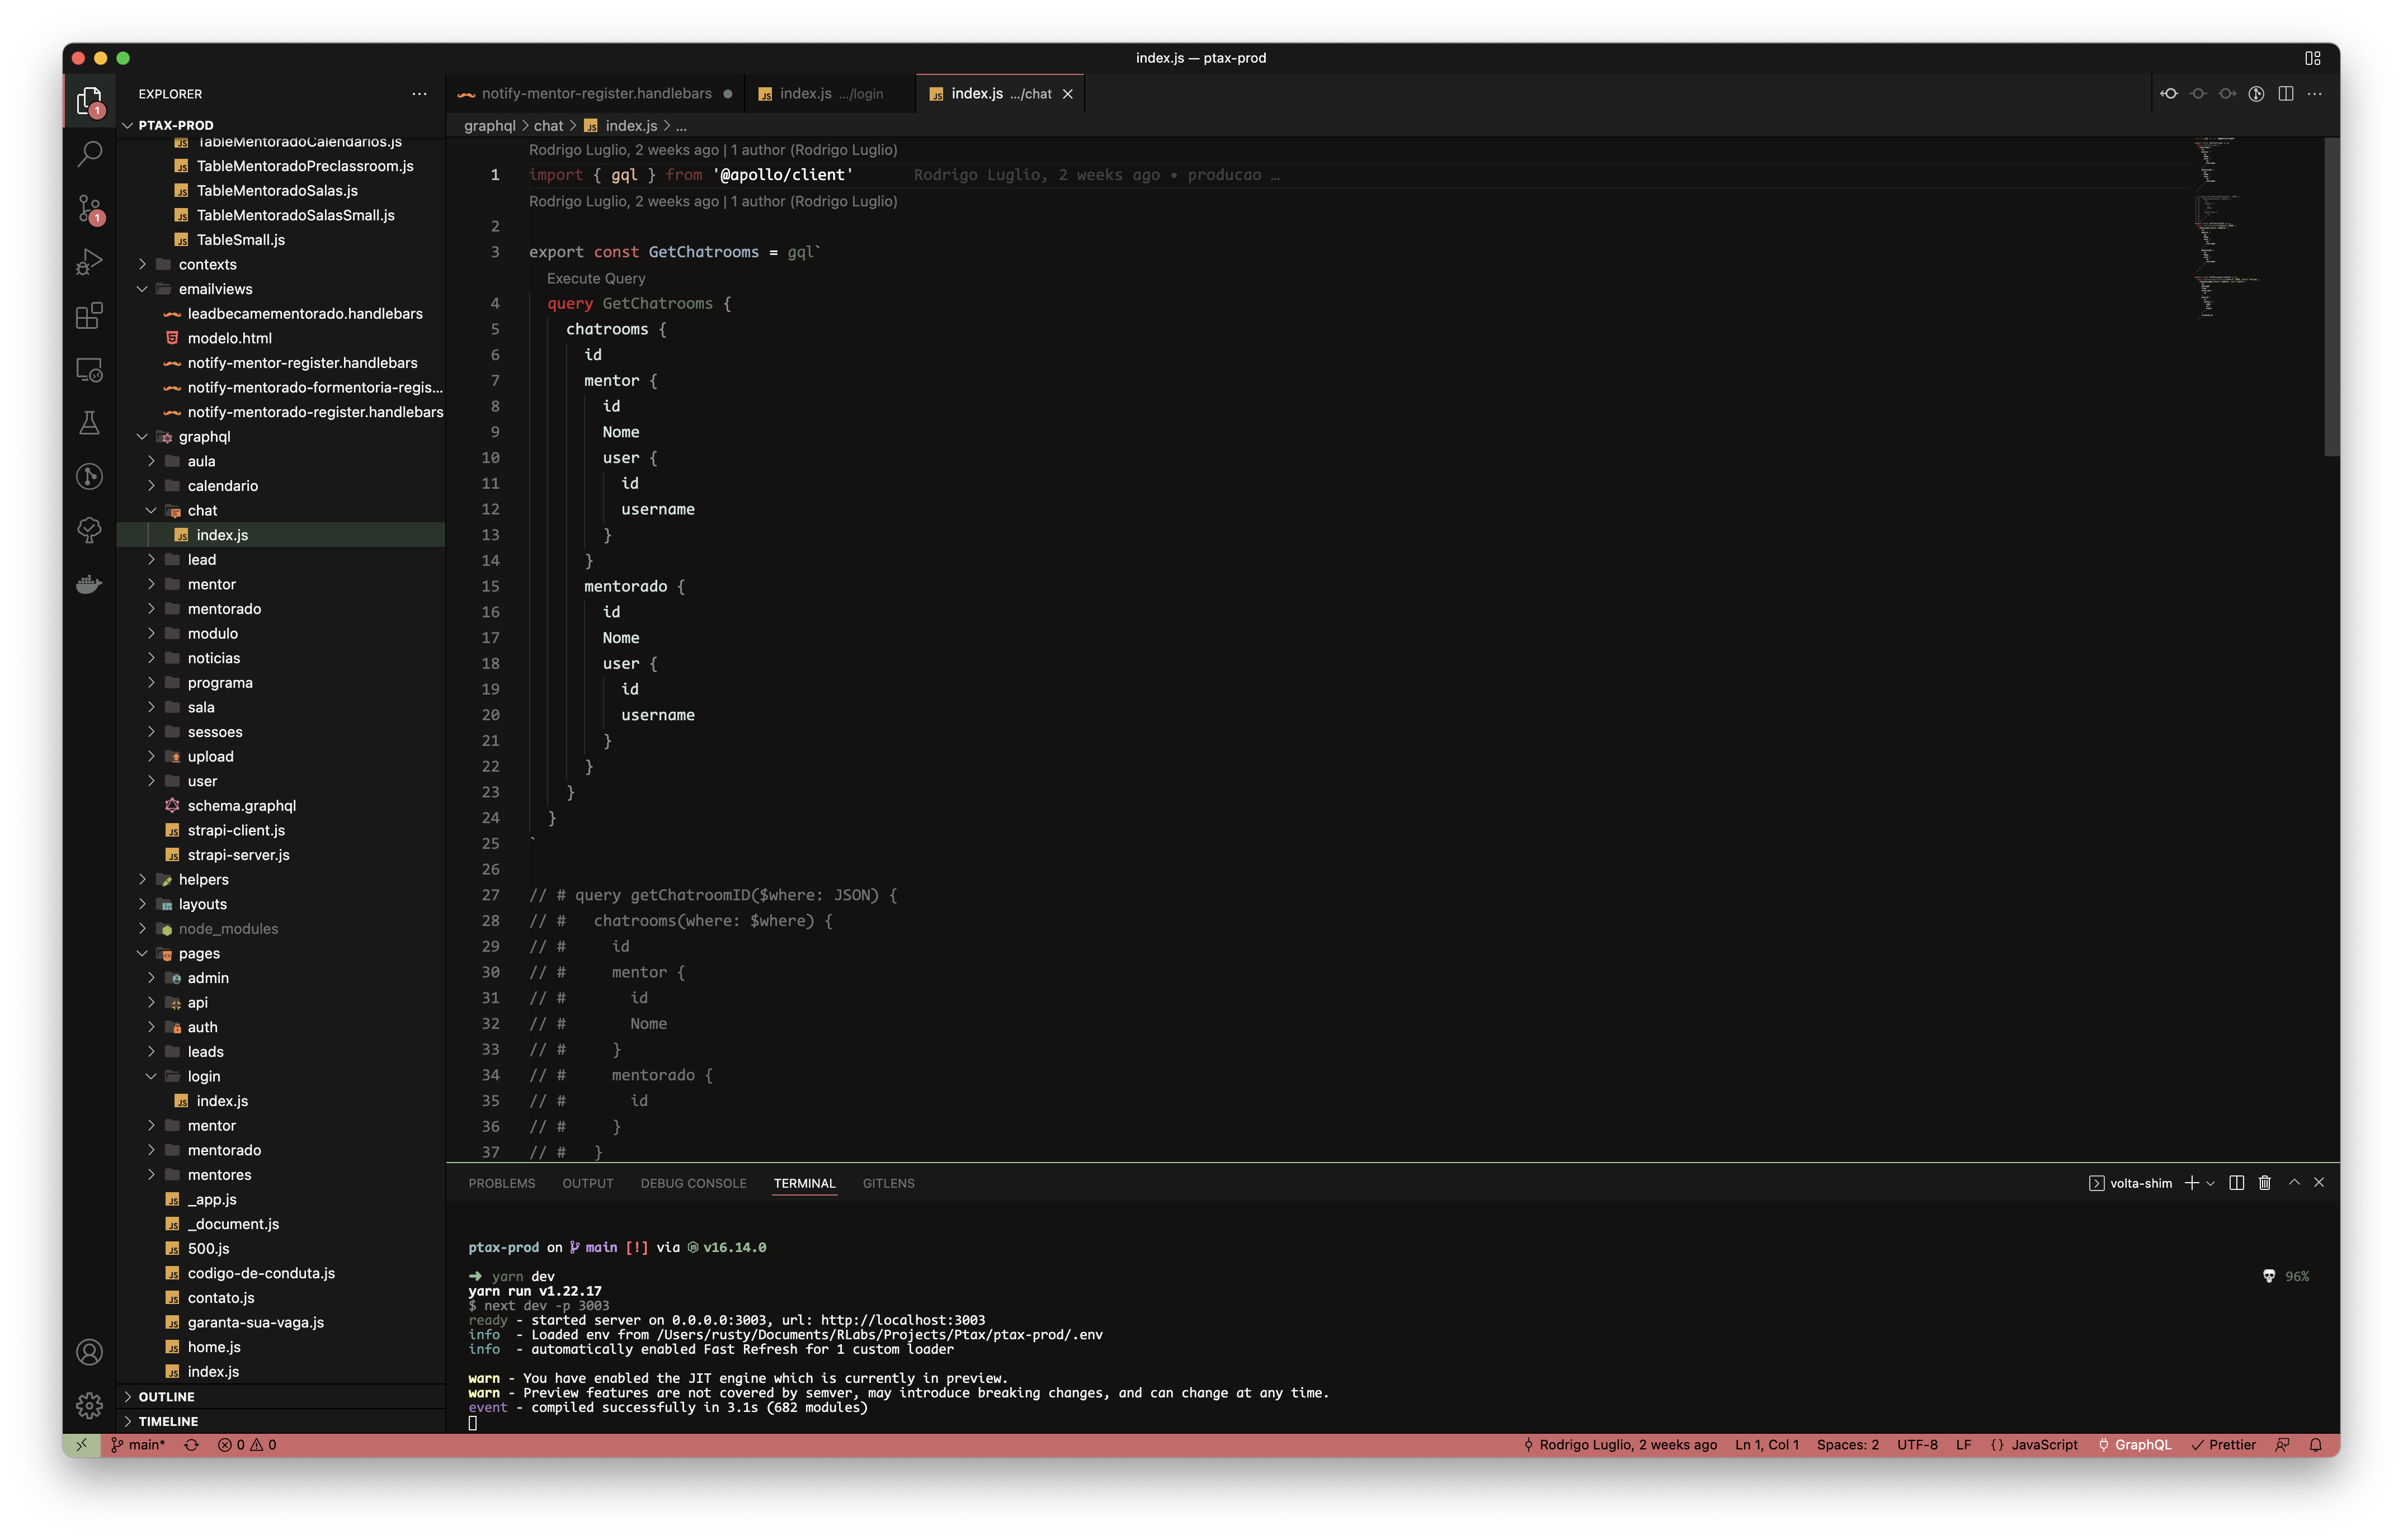 index.js — ptax-prod
1
1
EXPLORER
PTAX-PROD
TableMentoradoCalendarios.js
TableMentoradoPreclassroom.js
TableMentoradoSalas.js
TableMentoradoSalasSmall.js
TableSmall.js
contexts
emailviews
leadbecamementorado.handlebars
modelo.html
notify-mentor-register.handlebars
notify-mentorado-formentoria-regis...
notify-mentorado-register.handlebars
graphql
aula
calendario
chat
index.js
lead
mentor
mentorado
modulo
noticias
programa
sala
sessoes
upload
user
schema.graphql
strapi-client.js
strapi-server.js
helpers
layouts
node_modules
pages
admin
api
auth
leads
login
index.js
mentor
mentorado
mentores
_app.js
_document.js
500.js
codigo-de-conduta.js
contato.js
garanta-sua-vaga.js
home.js
index.js
OUTLINE
TIMELINE
notify-mentor-register.handlebars
index.js .../login
index.js .../chat
graphql > chat > index.js > ...
Rodrigo Luglio, 2 weeks ago | 1 author (Rodrigo Luglio)
1 import { gql } from '@apollo/client' Rodrigo Luglio, 2 weeks ago • producao …
Rodrigo Luglio, 2 weeks ago | 1 author (Rodrigo Luglio)
2
3 export const GetChatrooms = gql`
Execute Query
4 query GetChatrooms {
5 chatrooms {
6 id
7 mentor {
8 id
9 Nome
10 user {
11 id
12 username
13 }
14 }
15 mentorado {
16 id
17 Nome
18 user {
19 id
20 username
21 }
22 }
23 }
24 }
25 `
26
27 // # query getChatroomID($where: JSON) {
28 // # chatrooms(where: $where) {
29 // # id
30 // # mentor {
31 // # id
32 // # Nome
33 // # }
34 // # mentorado {
35 // # id
36 // # }
37 // # }
PROBLEMS OUTPUT DEBUG CONSOLE TERMINAL GITLENS
volta-shim
ptax-prod on main [!] via v16.14.0
➜ yarn dev
96%
yarn run v1.22.17
$ next dev -p 3003
ready - started server on 0.0.0.0:3003, url: http://localhost:3003
info - Loaded env from /Users/rusty/Documents/RLabs/Projects/Ptax/ptax-prod/.env
info - automatically enabled Fast Refresh for 1 custom loader
warn - You have enabled the JIT engine which is currently in preview.
warn - Preview features are not covered by semver, may introduce breaking changes, and can change at any time.
event - compiled successfully in 3.1s (682 modules)
main* 0 0
Rodrigo Luglio, 2 weeks ago Ln 1, Col 1 Spaces: 2 UTF-8 LF {} JavaScript GraphQL Prettier